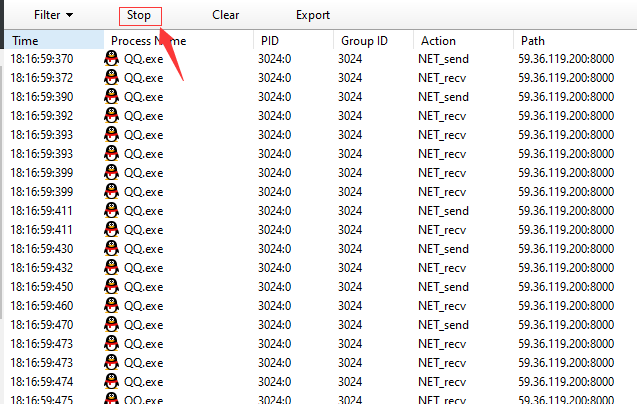 Filter Stop Clear Export
Time Process Name PID Group ID Action Path
18:16:59:370 QQ.exe 3024:0 3024 NET_send 59.36.119.200:8000
18:16:59:372 QQ.exe 3024:0 3024 NET_recv 59.36.119.200:8000
18:16:59:390 QQ.exe 3024:0 3024 NET_send 59.36.119.200:8000
18:16:59:392 QQ.exe 3024:0 3024 NET_recv 59.36.119.200:8000
18:16:59:393 QQ.exe 3024:0 3024 NET_recv 59.36.119.200:8000
18:16:59:393 QQ.exe 3024:0 3024 NET_recv 59.36.119.200:8000
18:16:59:399 QQ.exe 3024:0 3024 NET_recv 59.36.119.200:8000
18:16:59:399 QQ.exe 3024:0 3024 NET_recv 59.36.119.200:8000
18:16:59:411 QQ.exe 3024:0 3024 NET_send 59.36.119.200:8000
18:16:59:411 QQ.exe 3024:0 3024 NET_recv 59.36.119.200:8000
18:16:59:430 QQ.exe 3024:0 3024 NET_send 59.36.119.200:8000
18:16:59:432 QQ.exe 3024:0 3024 NET_recv 59.36.119.200:8000
18:16:59:450 QQ.exe 3024:0 3024 NET_send 59.36.119.200:8000
18:16:59:460 QQ.exe 3024:0 3024 NET_recv 59.36.119.200:8000
18:16:59:470 QQ.exe 3024:0 3024 NET_send 59.36.119.200:8000
18:16:59:473 QQ.exe 3024:0 3024 NET_recv 59.36.119.200:8000
18:16:59:473 QQ.exe 3024:0 3024 NET_recv 59.36.119.200:8000
18:16:59:474 QQ.exe 3024:0 3024 NET_recv 59.36.119.200:8000
18:16:59:475 QQ.exe 3024:0 3024 NET_recv 59.36.119.200:8000